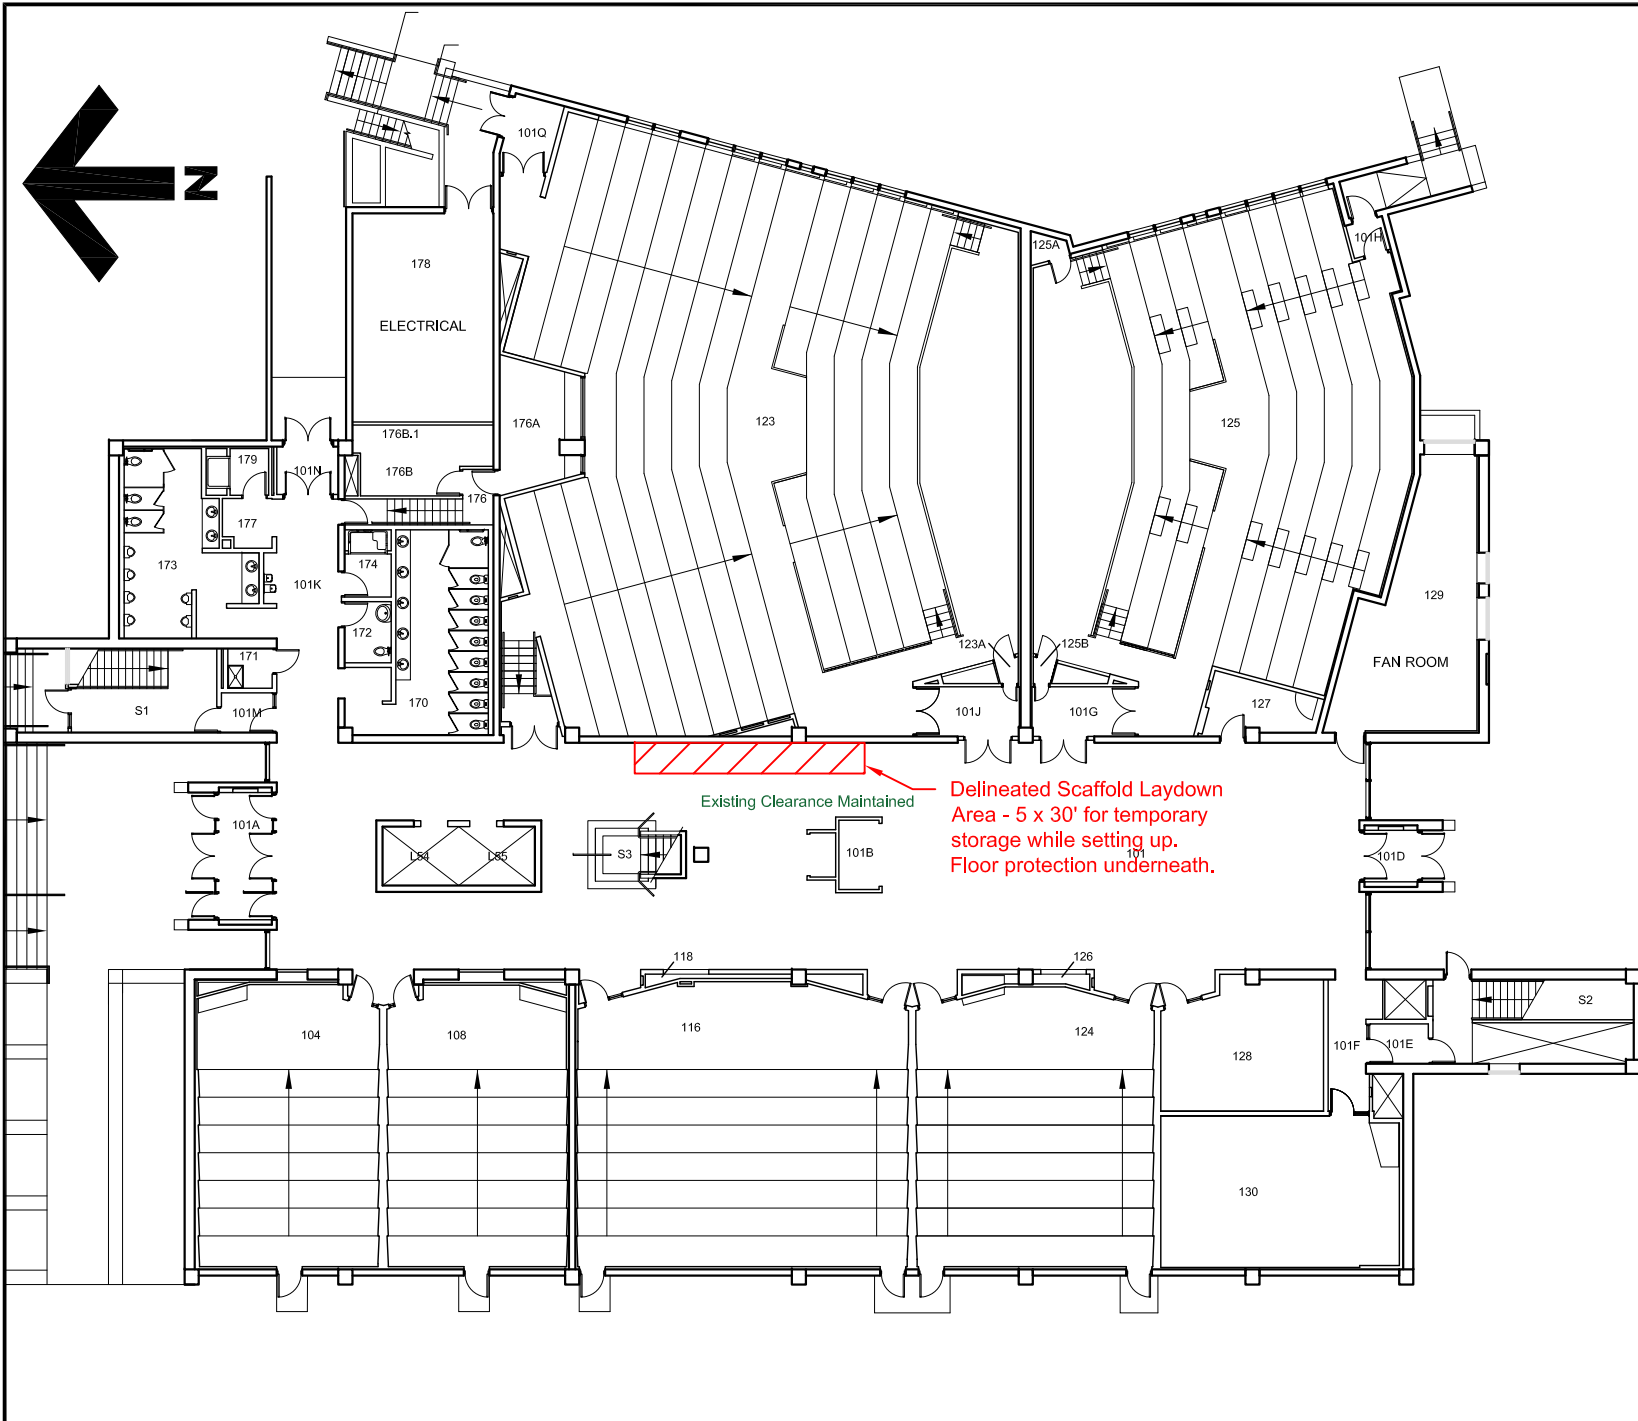 101Q
N
125A
101H
178
ELECTRICAL
176A
123
125
176B.1
179
101N
176B
176
177
173
174
101K
129
172
123A
125B
171
FAN ROOM
S1
101M
170
101J
101G
127
Delineated Scaffold Laydown
Area - 5 x 30' for temporary
storage while setting up.
Floor protection underneath.
Existing Clearance Maintained
101A
L54
L55
S3
101B
101
101D
118
126
S2
104
108
116
124
128
101F
101E
130